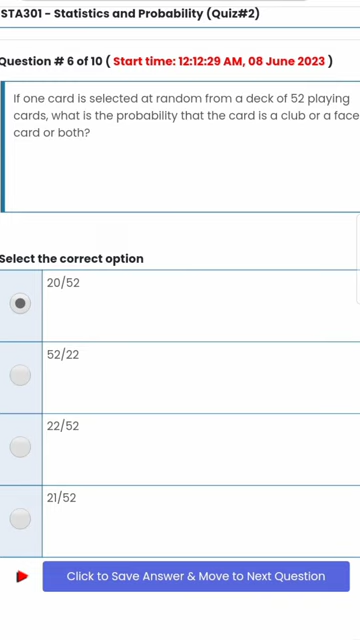 STA301 - Statistics and Probability (Quiz#2)
Question # 6 of 10 ( Start time: 12:12:29 AM, 08 June 2023 )
If one card is selected at random from a deck of 52 playing
cards, what is the probability that the card is a club or a face
card or both?
Select the correct option
20/52
52/22
22/52
21/52
Click to Save Answer & Move to Next Question